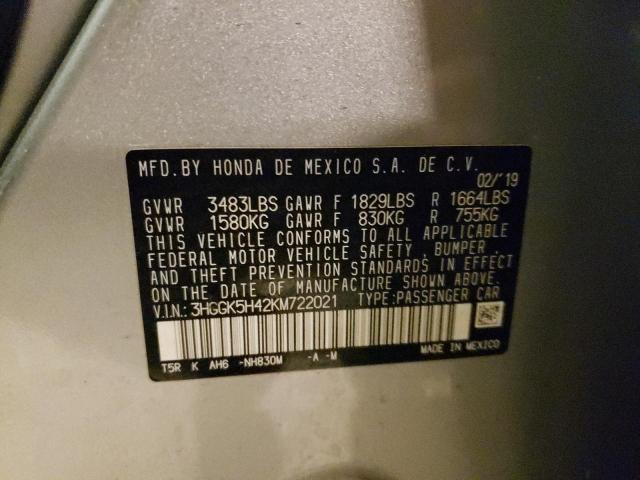 MFD.BY HONDA DE MEXICO S.A. DE C.V.
02/'19
GVWR 3483LBS GAWR F 1829LBS R 1664LBS
GVWR 1580KG GAWR F 830KG R 755KG
THIS VEHICLE CONFORMS TO ALL APPLICABLE
FEDERAL MOTOR VEHICLE SAFETY, BUMPER,
AND THEFT PREVENTION STANDARDS IN EFFECT
ON THE DATE OF MANUFACTURE SHOWN ABOVE.
V.I.N.: 3HGGK5H42KM722021 TYPE:PASSENGER CAR
T5R K AH6 -NH830M -A -M MADE IN MEXICO